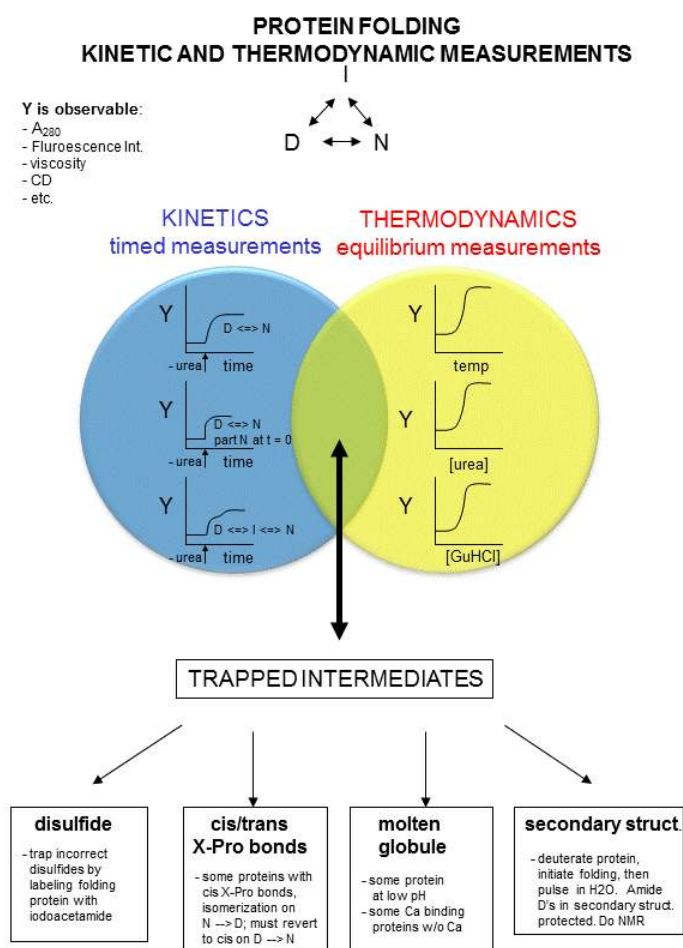 PROTEIN FOLDING
KINETIC AND THERMODYNAMIC MEASUREMENTS
I
D
N
Y is observable:
- A280
- Fluroescence Int.
- viscosity
- CD
- etc.
KINETICS
timed measurements
THERMODYNAMICS
equilibrium measurements
Y
D <=> N
- urea
time
Y
D <=> N
part N at t = 0
- urea
time
Y
D <=> I <=> N
- urea
time
Y
temp
Y
[urea]
Y
[GuHCl]
TRAPPED INTERMEDIATES
disulfide
- trap incorrect
disulfides by
labeling folding
protein with
iodoacetamide
cis/trans
X-Pro bonds
- some proteins with
cis X-Pro bonds,
isomerization on
N --> D; must revert
to cis on D --> N
molten
globule
- some protein
at low pH
- some Ca binding
proteins w/o Ca
secondary struct.
- deuterate protein,
initiate folding, then
pulse in H2O. Amide
D's in secondary struct
protected. Do NMR